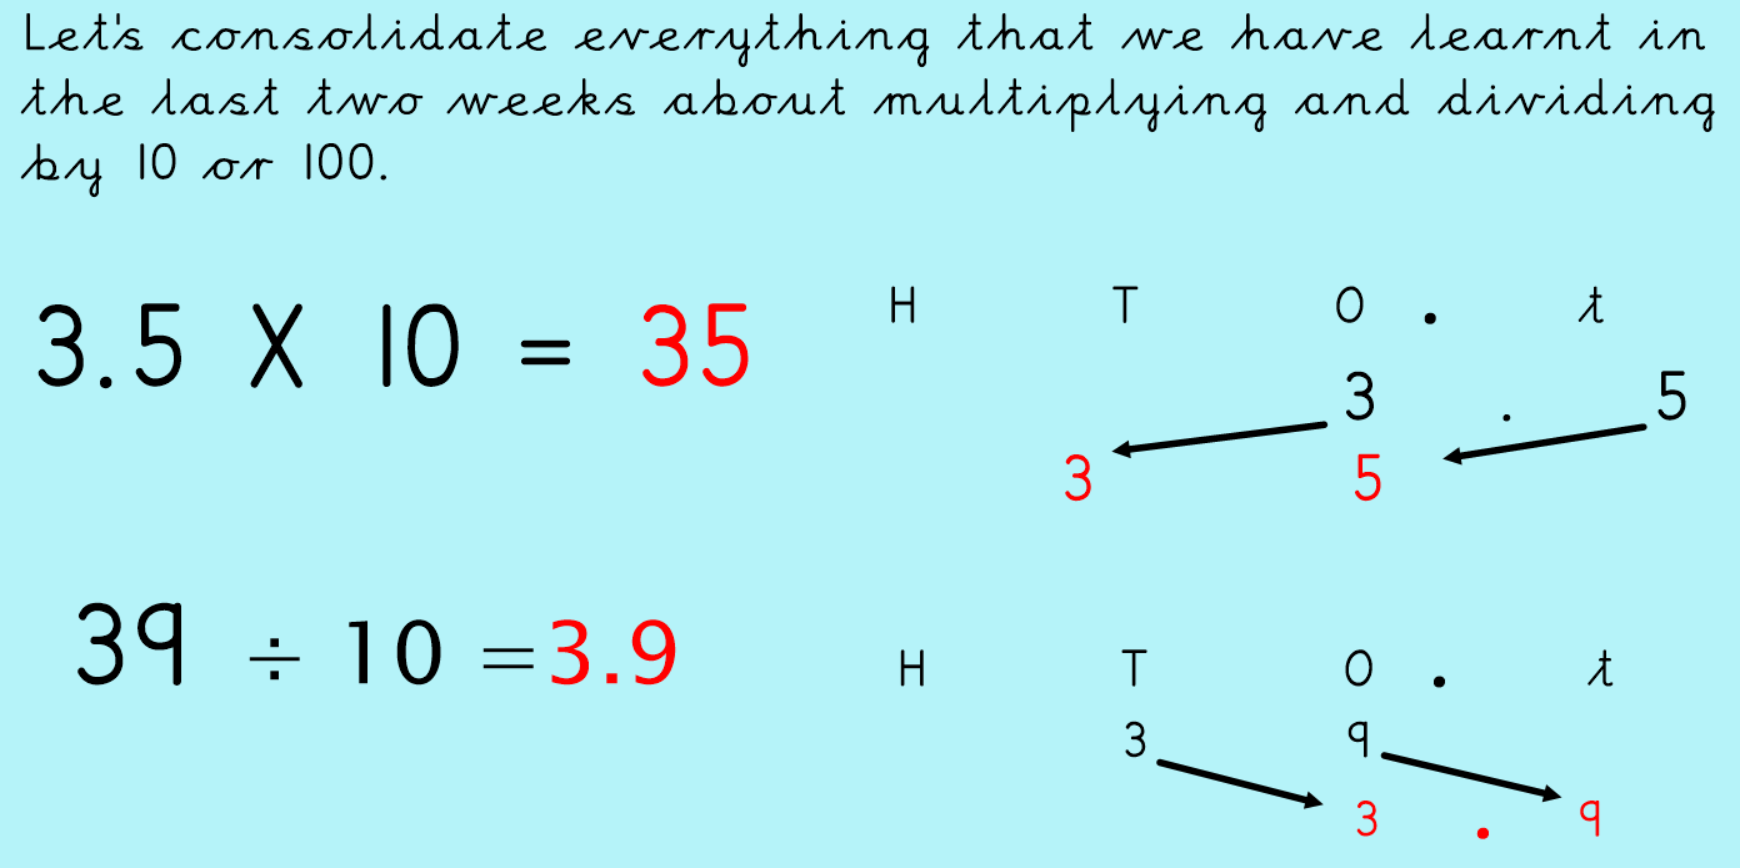 Let's consolidate everything that we have learnt in
the last two weeks about multiplying and dividing
by 10 or 100.
3.5 X 10 = 35
H T O . t
3 . 5
3 5
39 ÷ 10 =3.9
H T O . t
3 9
3 . 9